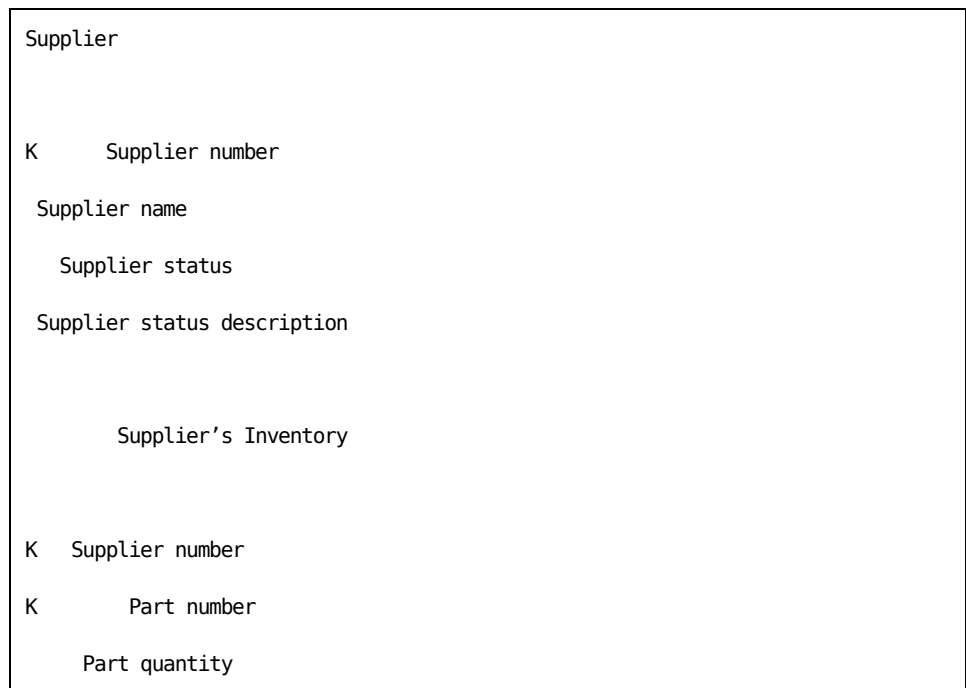 Supplier
K Supplier number
Supplier name
Supplier status
Supplier status description
Supplier’s Inventory
K Supplier number
K Part number
Part quantity